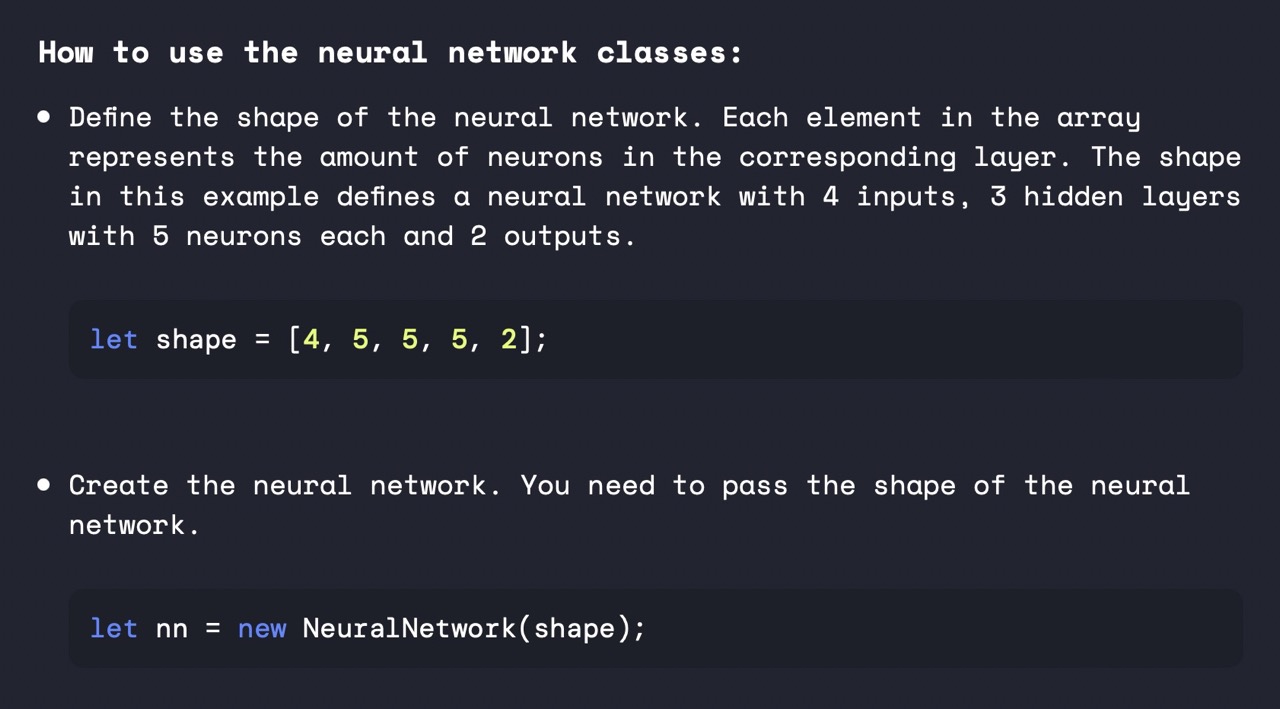 How to use the neural network classes:
• Define the shape of the neural network. Each element in the array
represents the amount of neurons in the corresponding layer. The shape
in this example defines a neural network with 4 inputs, 3 hidden layers
with 5 neurons each and 2 outputs.
let shape = [4, 5, 5, 5, 2];
• Create the neural network. You need to pass the shape of the neural
network.
let nn = new NeuralNetwork(shape);